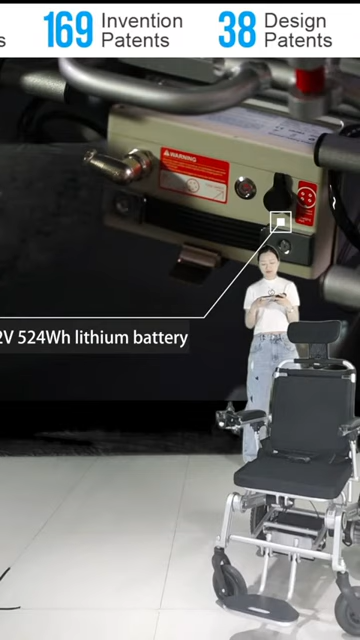 169 Invention Patents
38 Design Patents
WARNING
2V 524Wh lithium battery